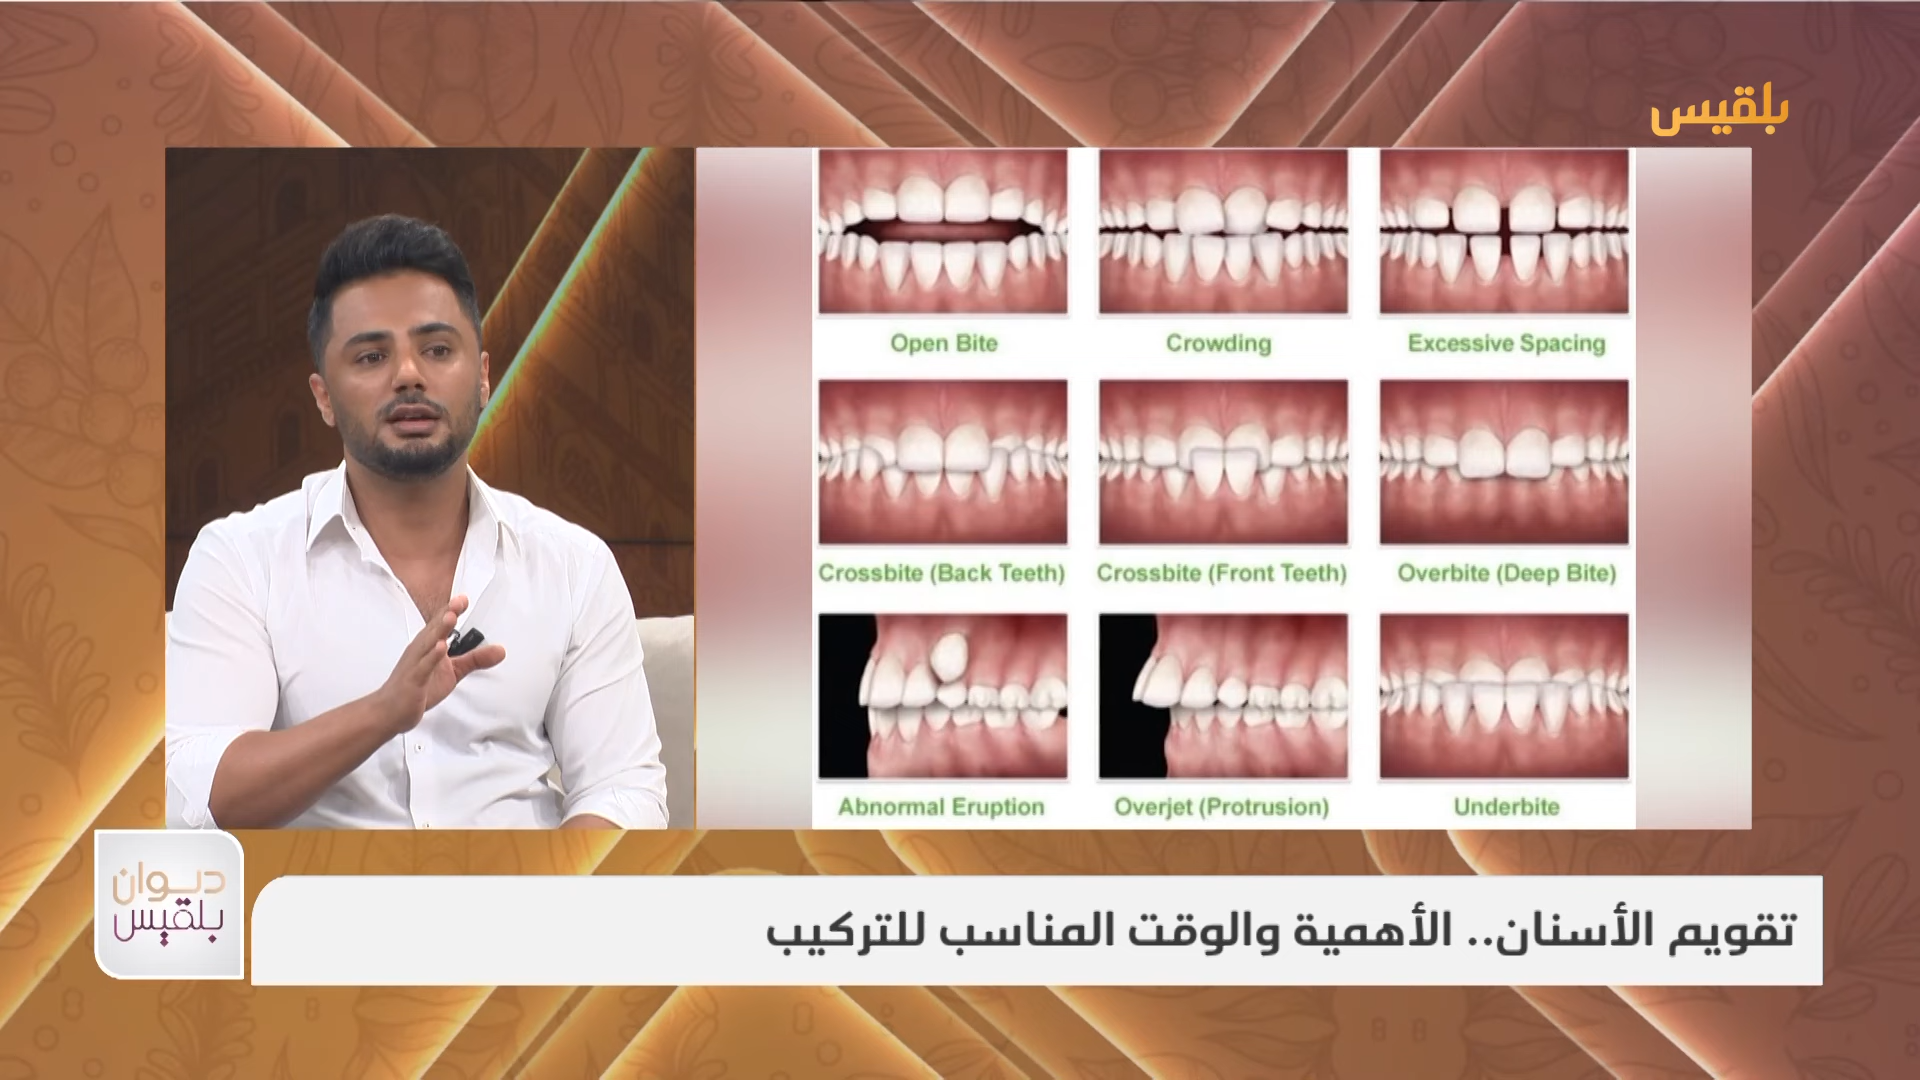 بلقيس
Open Bite
Crowding
Excessive Spacing
Crossbite (Back Teeth)
Crossbite (Front Teeth)
Overbite (Deep Bite)
Abnormal Eruption
Overjet (Protrusion)
Underbite
ديوان
بلقيس
تقويم الأسنان.. الأهمية والوقت المناسب للتركيب